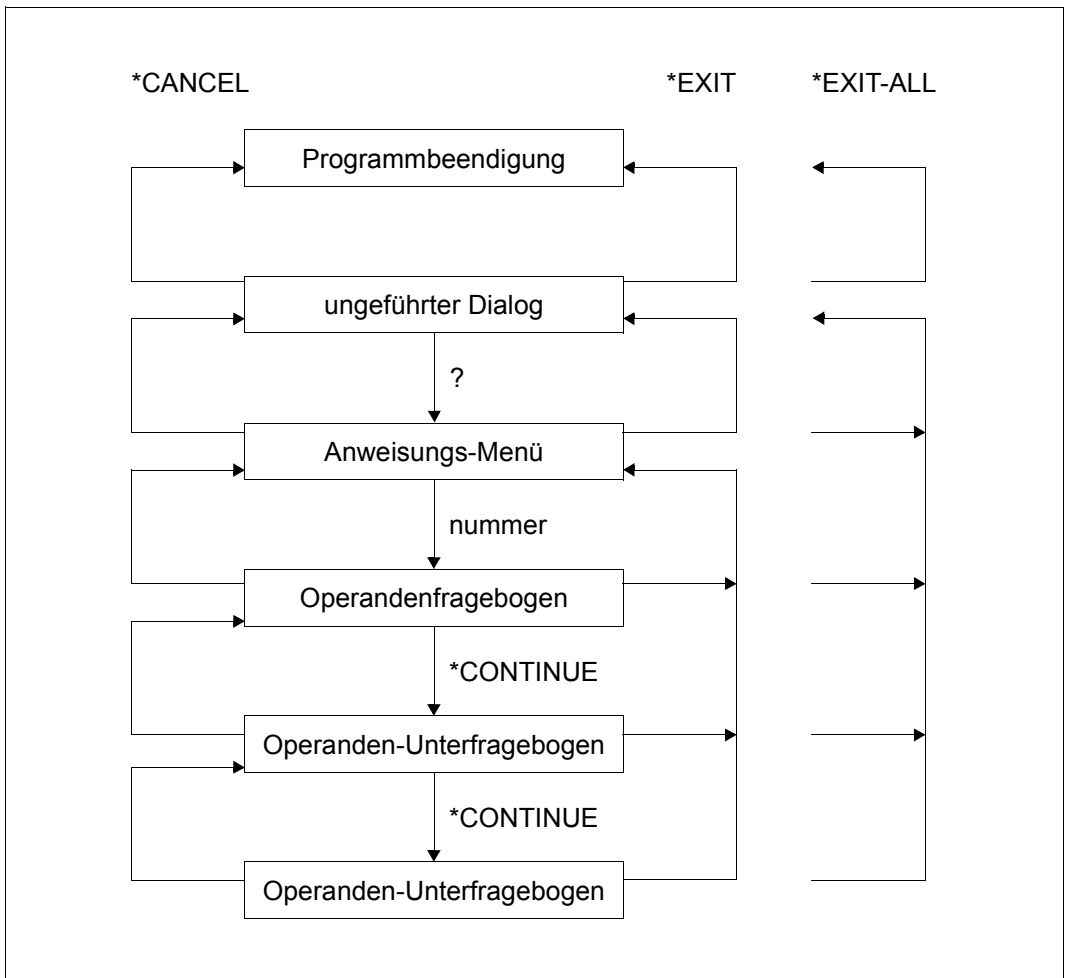 *CANCEL *EXIT *EXIT-ALL
Programmbeendigung
ungeführter Dialog
?
Anweisungs-Menü
nummer
Operandenfragebogen
*CONTINUE
Operanden-Unterfragebogen
*CONTINUE
Operanden-Unterfragebogen